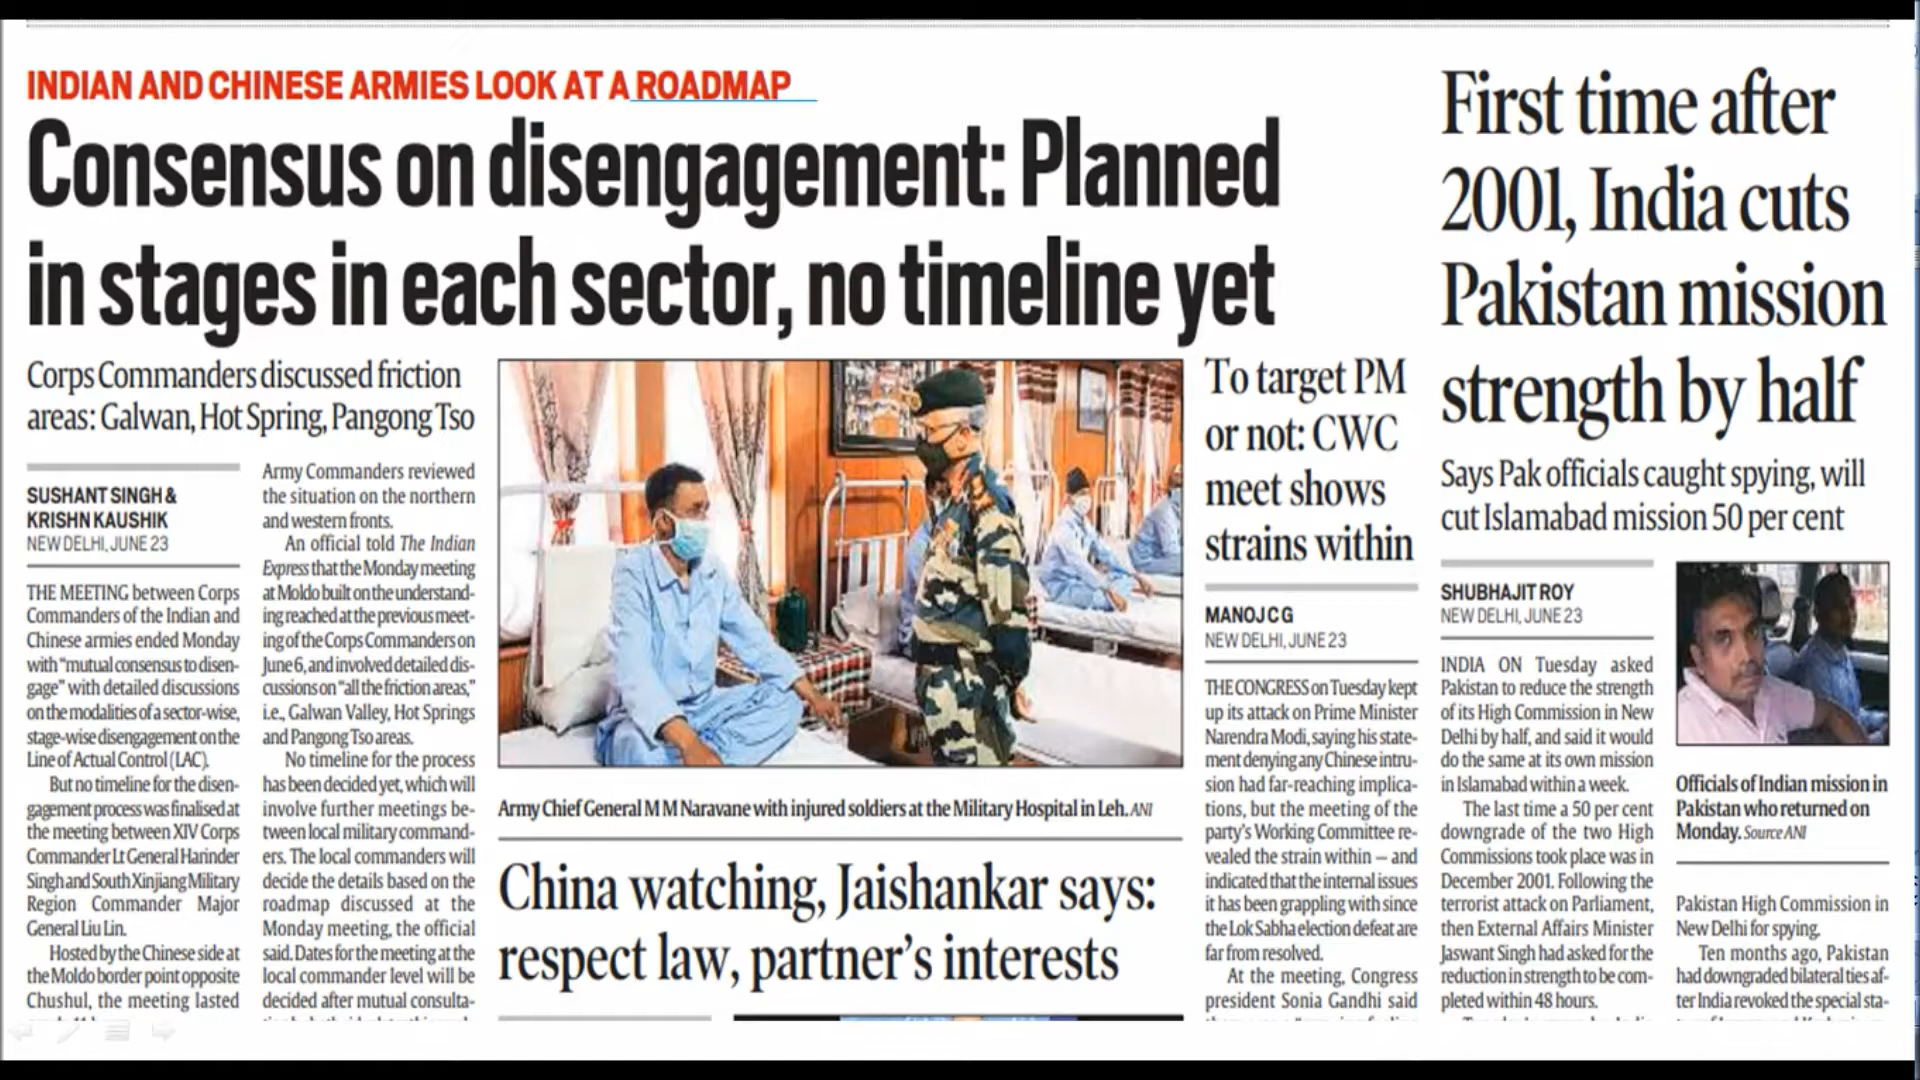 INDIAN AND CHINESE ARMIES LOOK AT A ROADMAP
Consensus on disengagement: Planned
in stages in each sector, no timeline yet
Corps Commanders discussed friction
areas: Galwan, Hot Spring, Pangong Tso
SUSHANT SINGH &
KRISHN KAUSHIK
NEW DELHI, JUNE 23
THE MEETING between Corps
Commanders of the Indian and
Chinese armies ended Monday
with "mutual consensus to disen-
gage" with detailed discussions
on the modalities of a sector-wise,
stage-wise disengagement on the
Line of Actual Control (LAC).
But no timeline for the disen-
gagement process was finalised at
the meeting between XIV Corps
Commander Lt General Harinder
Singh and South Xinjiang Military
Region Commander Major
General Liu Lin.
Hosted by the Chinese side at
the Moldo border point opposite
Chushul, the meeting lasted
Army Commanders reviewed
the situation on the northern
and western fronts.
An official told The Indian
Express that the Monday meeting
at Moldo built on the understand-
ing reached at the previous meet-
ing of the Corps Commanders on
June 6, and involved detailed dis-
cussions on "all the friction areas,"
i.e., Galwan Valley, Hot Springs
and Pangong Tso areas.
No timeline for the process
has been decided yet, which will
involve further meetings be-
tween local military command-
ers. The local commanders will
decide the details based on the
roadmap discussed at the
Monday meeting, the official
said. Dates for the meeting at the
local commander level will be
decided after mutual consulta-
Army Chief General M M Naravane with injured soldiers at the Military Hospital in Leh. ANI
China watching, Jaishankar says:
respect law, partner's interests
To target PM
or not: CWC
meet shows
strains within
MANOJ C G
NEW DELHI, JUNE 23
THE CONGRESS on Tuesday kept
up its attack on Prime Minister
Narendra Modi, saying his state-
ment denying any Chinese intru-
sion had far-reaching implica-
tions, but the meeting of the
party's Working Committee re-
vealed the strain within — and
indicated that the internal issues
it has been grappling with since
the Lok Sabha election defeat are
far from resolved.
At the meeting, Congress
president Sonia Gandhi said
First time after
2001, India cuts
Pakistan mission
strength by half
Says Pak officials caught spying, will
cut Islamabad mission 50 per cent
SHUBHAJIT ROY
NEW DELHI, JUNE 23
INDIA ON Tuesday asked
Pakistan to reduce the strength
of its High Commission in New
Delhi by half, and said it would
do the same at its own mission
in Islamabad within a week.
The last time a 50 per cent
downgrade of the two High
Commissions took place was in
December 2001. Following the
terrorist attack on Parliament,
then External Affairs Minister
Jaswant Singh had asked for the
reduction in strength to be com-
pleted within 48 hours.
Officials of Indian mission in
Pakistan who returned on
Monday. Source ANI
Pakistan High Commission in
New Delhi for spying.
Ten months ago, Pakistan
had downgraded bilateral ties af-
ter India revoked the special sta-